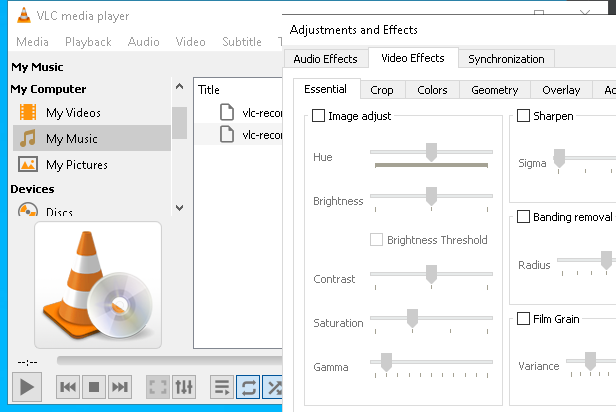 VLC media player
Media Playback Audio Video Subtitle
My Music
My Computer
My Videos
My Music
My Pictures
Devices
Discs
--:--
Title
vlc-recor
vlc-recor
Adjustments and Effects
Audio Effects Video Effects Synchronization
Essential Crop Colors Geometry Overlay
Image adjust
Hue
Brightness
Brightness Threshold
Contrast
Saturation
Gamma
Sharpen
Sigma
Banding removal
Radius
Film Grain
Variance